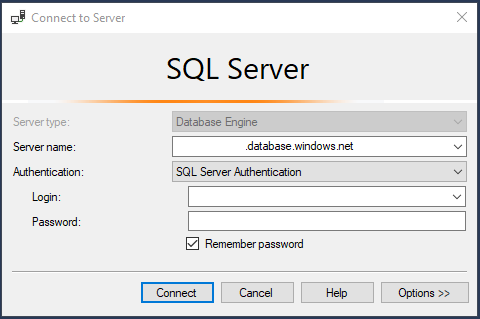 Connect to Server
SQL Server
Server type: Database Engine
Server name: .database.windows.net
Authentication: SQL Server Authentication
Login:
Password:
Remember password
Connect Cancel Help Options >>